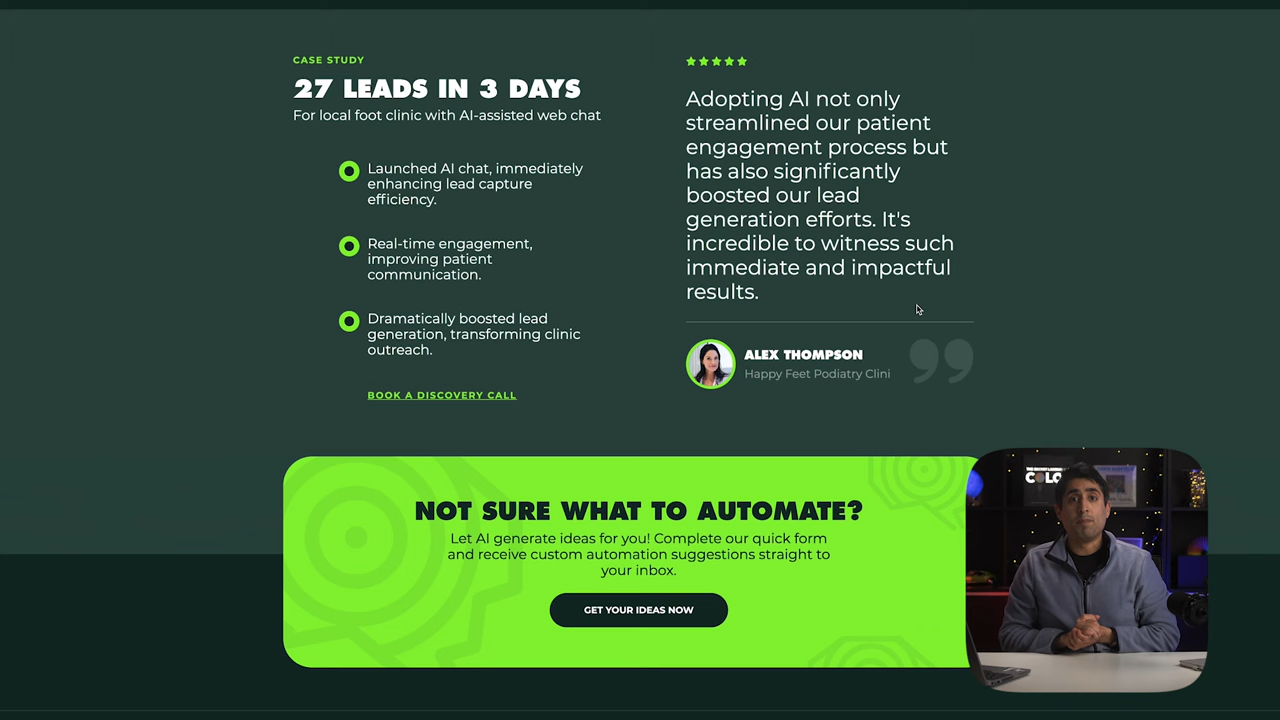 CASE STUDY
27 LEADS IN 3 DAYS
For local foot clinic with AI-assisted web chat
Launched AI chat, immediately
enhancing lead capture
efficiency.
Real-time engagement,
improving patient
communication.
Dramatically boosted lead
generation, transforming clinic
outreach.
BOOK A DISCOVERY CALL
Adopting AI not only
streamlined our patient
engagement process but
has also significantly
boosted our lead
generation efforts. It's
incredible to witness such
immediate and impactful
results.
ALEX THOMPSON
Happy Feet Podiatry Clini
NOT SURE WHAT TO AUTOMATE?
Let AI generate ideas for you! Complete our quick form
and receive custom automation suggestions straight to
your inbox.
GET YOUR IDEAS NOW